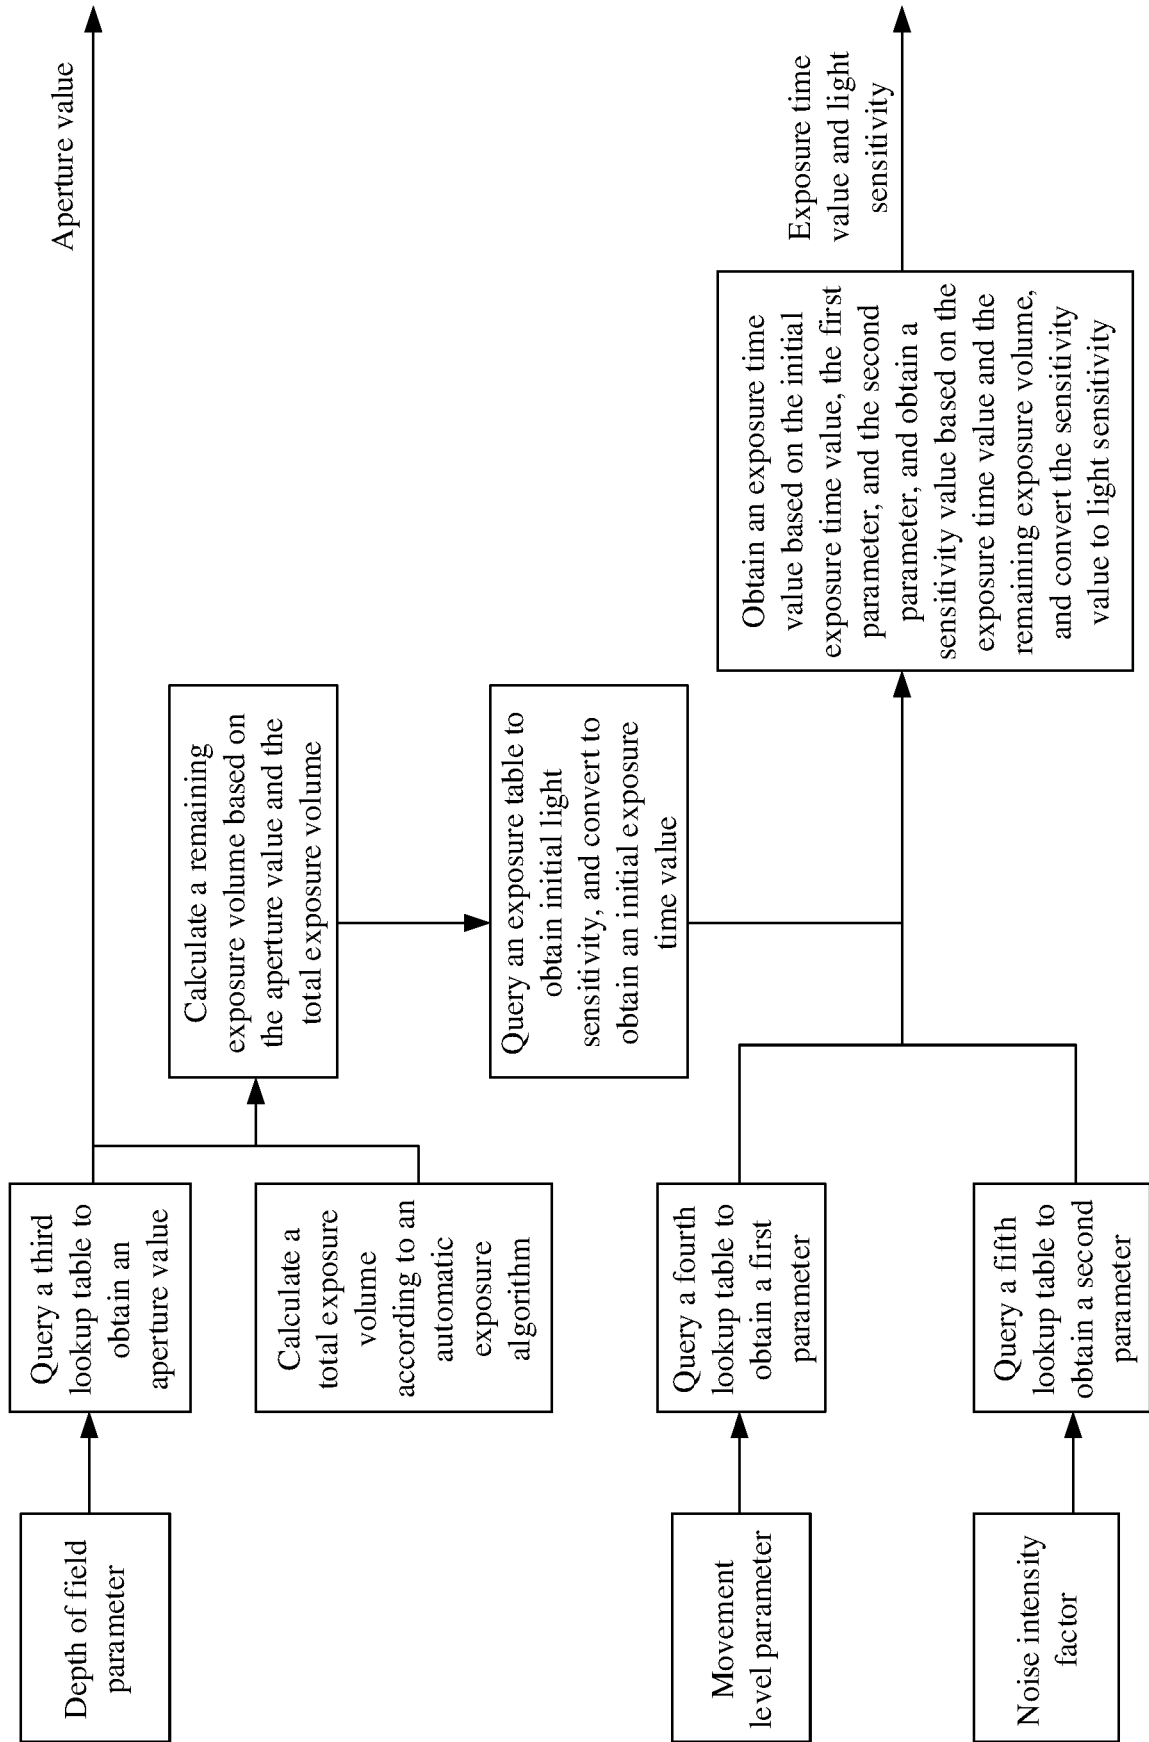 Depth of field
parameter
Query a third
lookup table to
obtain an
aperture value
Aperture value
Calculate a
total exposure
volume
according to an
automatic
exposure
algorithm
Calculate a remaining
exposure volume based on
the aperture value and the
total exposure volume
Query an exposure table to
obtain initial light
sensitivity, and convert to
obtain an initial exposure
time value
Movement
level parameter
Query a fourth
lookup table to
obtain a first
parameter
Noise intensity
factor
Query a fifth
lookup table to
obtain a second
parameter
Obtain an exposure time
value based on the initial
exposure time value, the first
parameter, and the second
parameter, and obtain a
sensitivity value based on the
exposure time value and the
remaining exposure volume,
and convert the sensitivity
value to light sensitivity
Exposure time
value and light
sensitivity